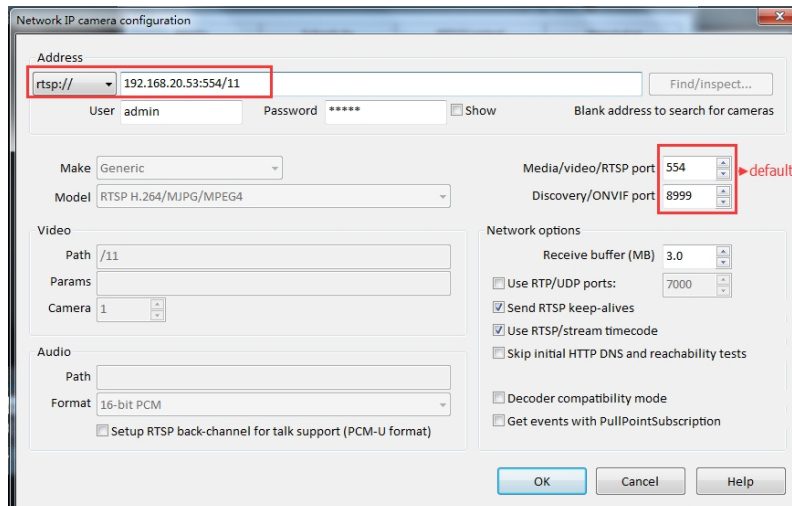 Network IP camera configuration
Address
rtsp:// 192.168.20.53:554/11 Find/inspect...
User admin Password ***** Show Blank address to search for cameras
Make Generic Media/video/RTSP port 554 default
Model RTSP H.264/MJPG/MPEG4 Discovery/ONVIF port 8999
Video Network options
Path /11 Receive buffer (MB) 3.0
Params Use RTP/UDP ports: 7000
Camera 1 Send RTSP keep-alives
Use RTSP/stream timecode
Audio Skip initial HTTP DNS and reachability tests
Path
Format 16-bit PCM Decoder compatibility mode
Setup RTSP back-channel for talk support (PCM-U format) Get events with PullPointSubscription
OK Cancel Help